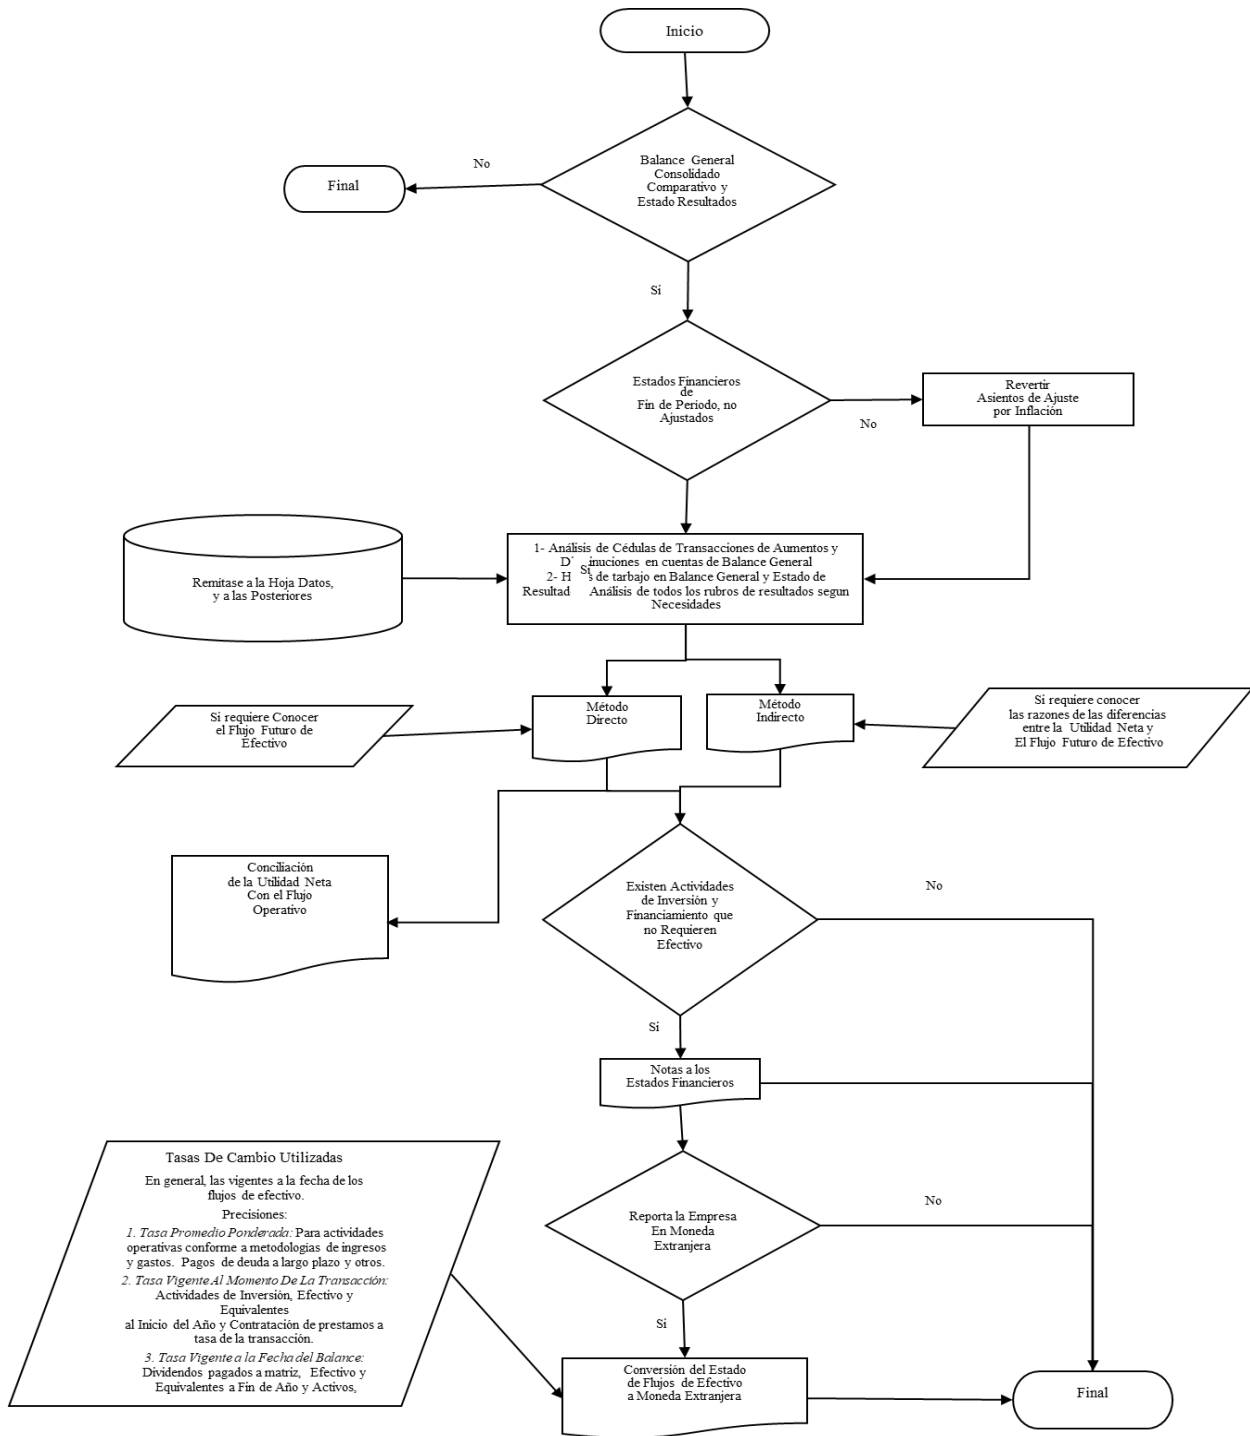 Inicio
No
Final
Balance General
Consolidado
Comparativo y
Estado Resultados
Si
Estados Financieros
de
Fin de Periodo, no
Ajustados
No
Revertir
Asientos de Ajuste
por Inflación
Remitase a la Hoja Datos,
y a las Posteriores
1- Análisis de Cédulas de Transacciones de Aumentos y
inuciones en cuentas de Balance General
Si
2- H s de tarbajo en Balance General y Estado de
Resultad Análisis de todos los rubros de resultados segun
Necesidades
Si requiere Conocer
el Flujo Futuro de
Efectivo
Método
Directo
Método
Indirecto
Si requiere conocer
las razones de las diferencias
entre la Utilidad Neta y
El Flujo Futuro de Efectivo
Conciliación
de la Utilidad Neta
Con el Flujo
Operativo
Existen Actividades
de Inversión y
Financiamiento que
no Requieren
Efectivo
No
Si
Notas a los
Estados Financieros
Tasas De Cambio Utilizadas
En general, las vigentes a la fecha de los
flujos de efectivo.
Precisiones:
1. Tasa Promedio Ponderada: Para actividades
operativas conforme a metodologias de ingresos
y gastos. Pagos de deuda a largo plazo y otros.
2. Tasa Vigente Al Momento De La Transacción:
Actividades de Inversión, Efectivo y
Equivalentes
al Inicio del Año y Contratación de prestamos a
tasa de la transacción.
3. Tasa Vigente a la Fecha del Balance:
Dividendos pagados a matriz, Efectivo y
Equivalentes a Fin de Año y Activos,
Reporta la Empresa
En Moneda
Extranjera
No
Si
Conversión del Estado
de Flujos de Efectivo
a Moneda Extranjera
Final